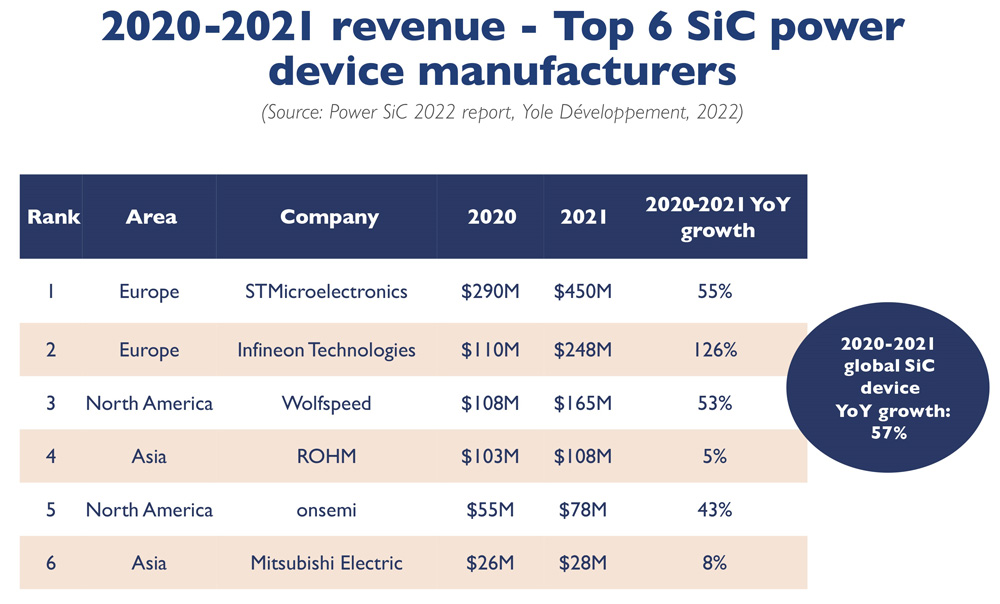 2020-2021 revenue - Top 6 SiC power
device manufacturers
(Source: Power SiC 2022 report, Yole Développement, 2022)
Rank Area Company 2020 2021 2020-2021 YoY
growth
1 Europe STMicroelectronics $290M $450M 55%
2 Europe Infineon Technologies $110M $248M 126%
3 North America Wolfspeed $108M $165M 53%
4 Asia ROHM $103M $108M 5%
5 North America onsemi $55M $78M 43%
6 Asia Mitsubishi Electric $26M $28M 8%
2020-2021
global SiC
device
YoY growth:
57%